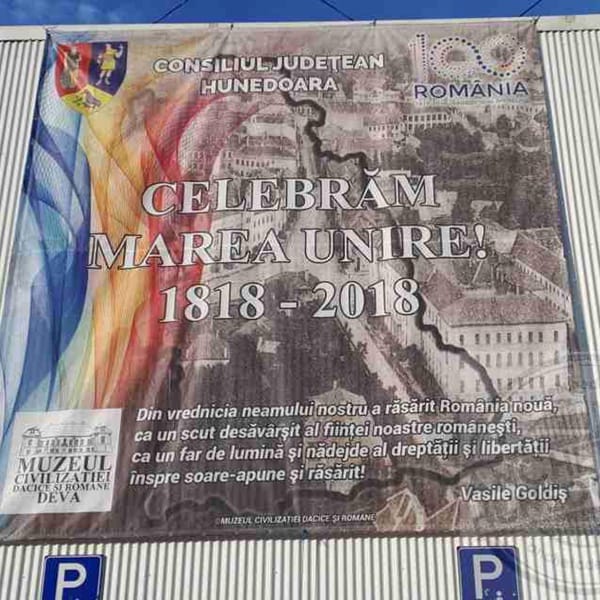 CONSILIUL JUDEȚEAN
HUNEDOARA
100
ROMÂNIA
CELEBRĂM
MAREA UNIRE!
1818 - 2018
Din vrednicia neamului nostru a răsărit România nouă,
ca un scut desăvârșit al ființei noastre românești,
ca un far de lumină și nădejde al dreptății și libertății
înspre soare-apune și răsărit!
Vasile Goldiș
MUZEUL
CIVILIZAȚIEI
DACICE ȘI ROMANE
DEVA
©MUZEUL CIVILIZAȚIEI DACICE ȘI ROMANE
P
P